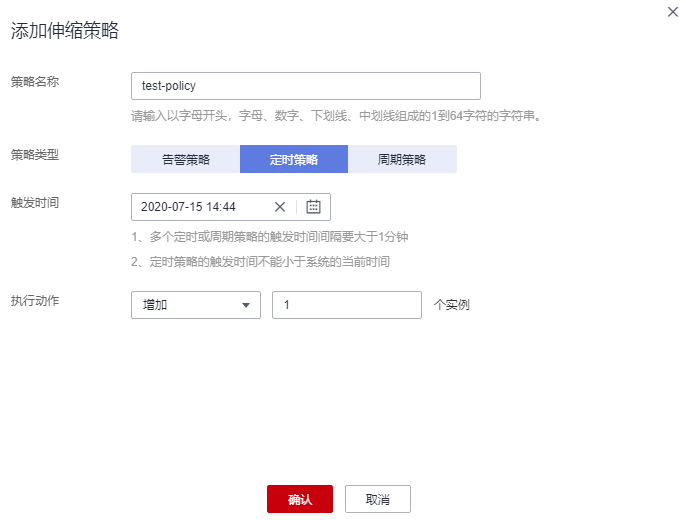 添加伸缩策略
策略名称
test-policy
请输入以字母开头，字母、数字、下划线、中划线组成的1到64字符的字符串。
策略类型
告警策略 定时策略 周期策略
触发时间
2020-07-15 14:44
1、多个定时或周期策略的触发时间间隔要大于1分钟
2、定时策略的触发时间不能小于系统的当前时间
执行动作
增加 1 个实例
确认 取消